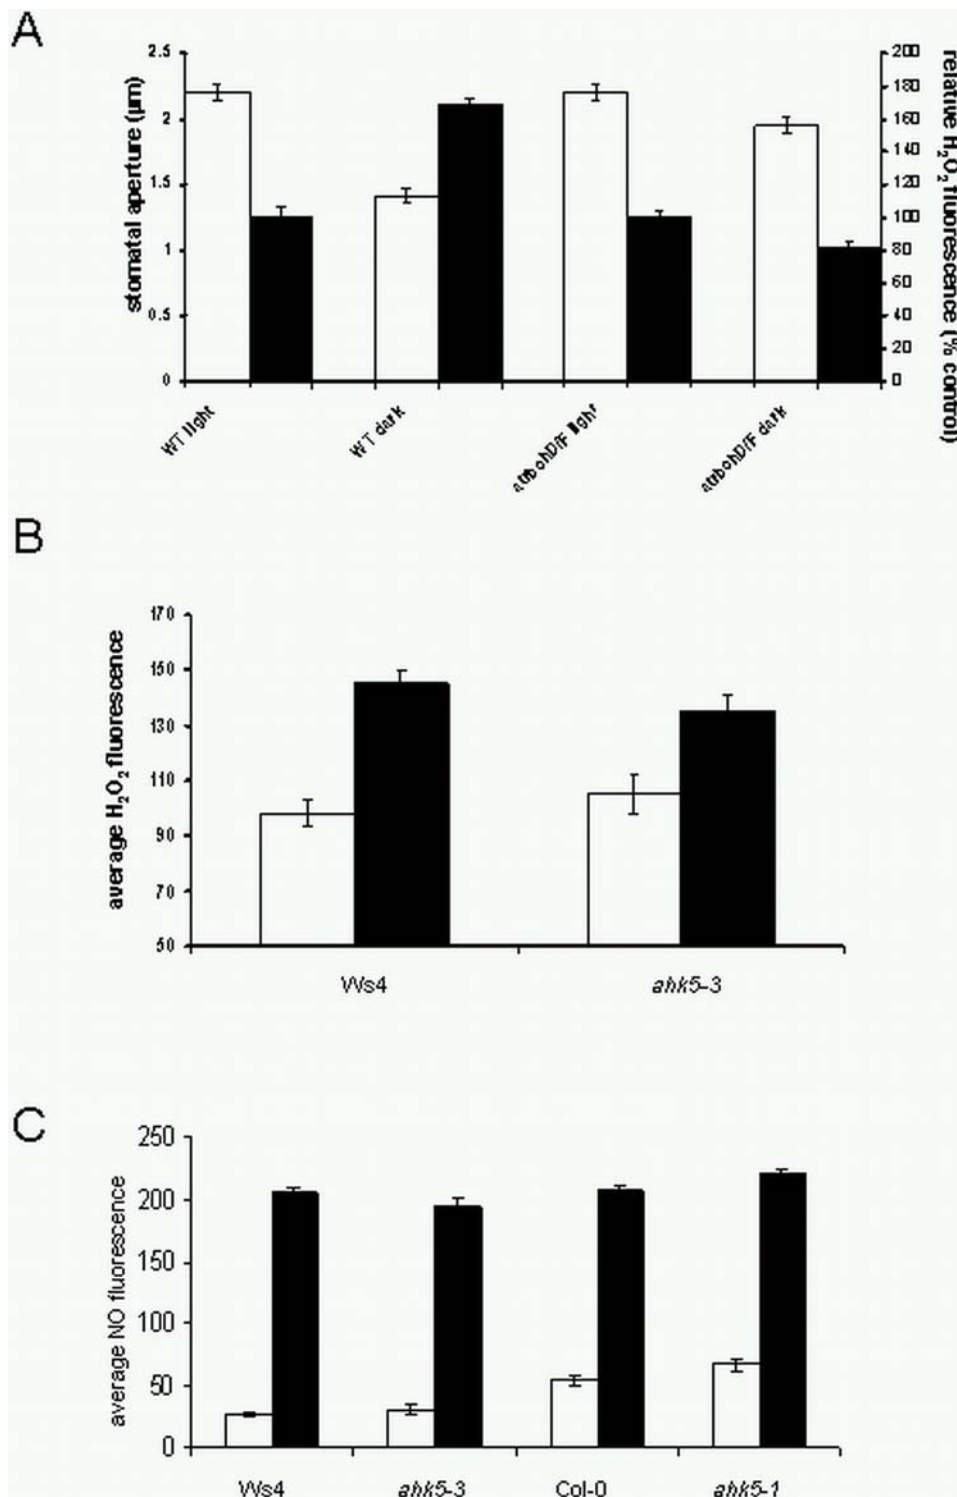 A
stomatal aperture (µm)
2.5
2
1.5
1
0.5
0
200
180
160
140
120
100
80
60
40
20
0
relative H₂O₂ fluorescence (% control)
WT light
WT dark
atrbohD/F light
atrbohD/F dark
B
average H₂O₂ fluorescence
170
150
130
110
90
70
50
Ws4
ahk5-3
C
average NO fluorescence
250
200
150
100
50
0
Ws4
ahk5-3
Col-0
ahk5-1